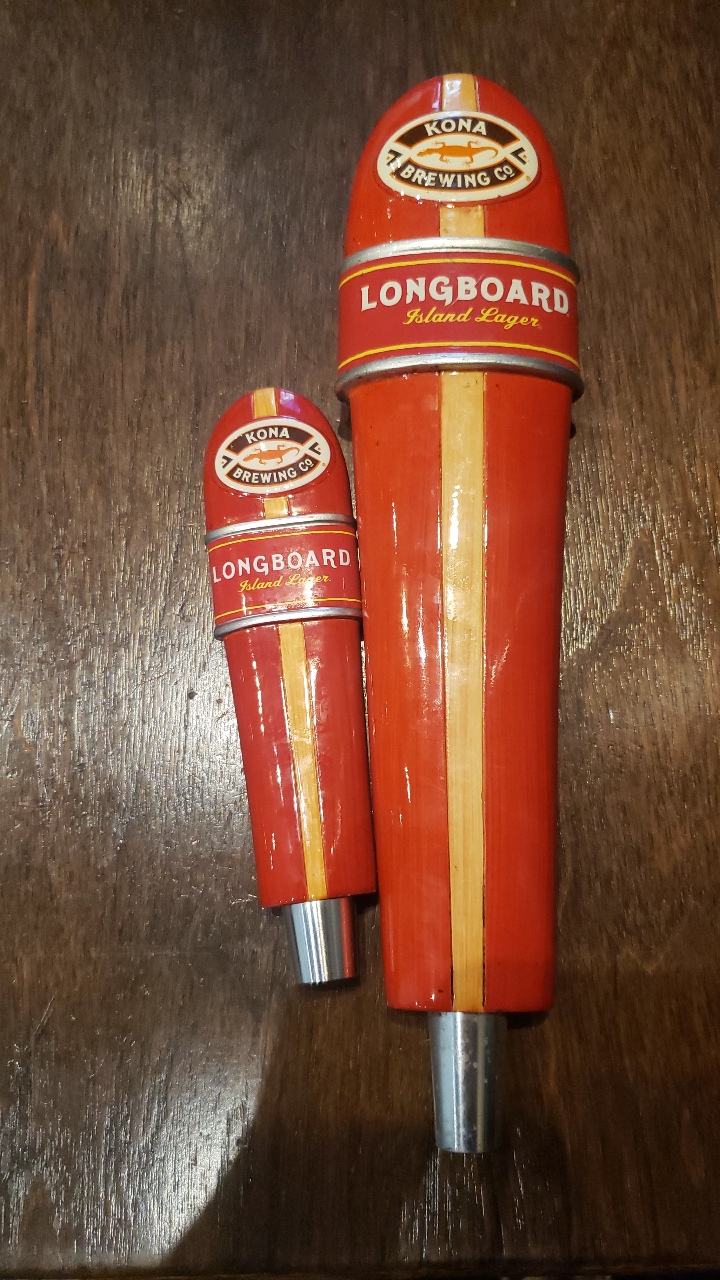 KONA
BREWING CO
LONGBOARD
Island Lager
KONA
BREWING CO
LONGBOARD
Island Lager